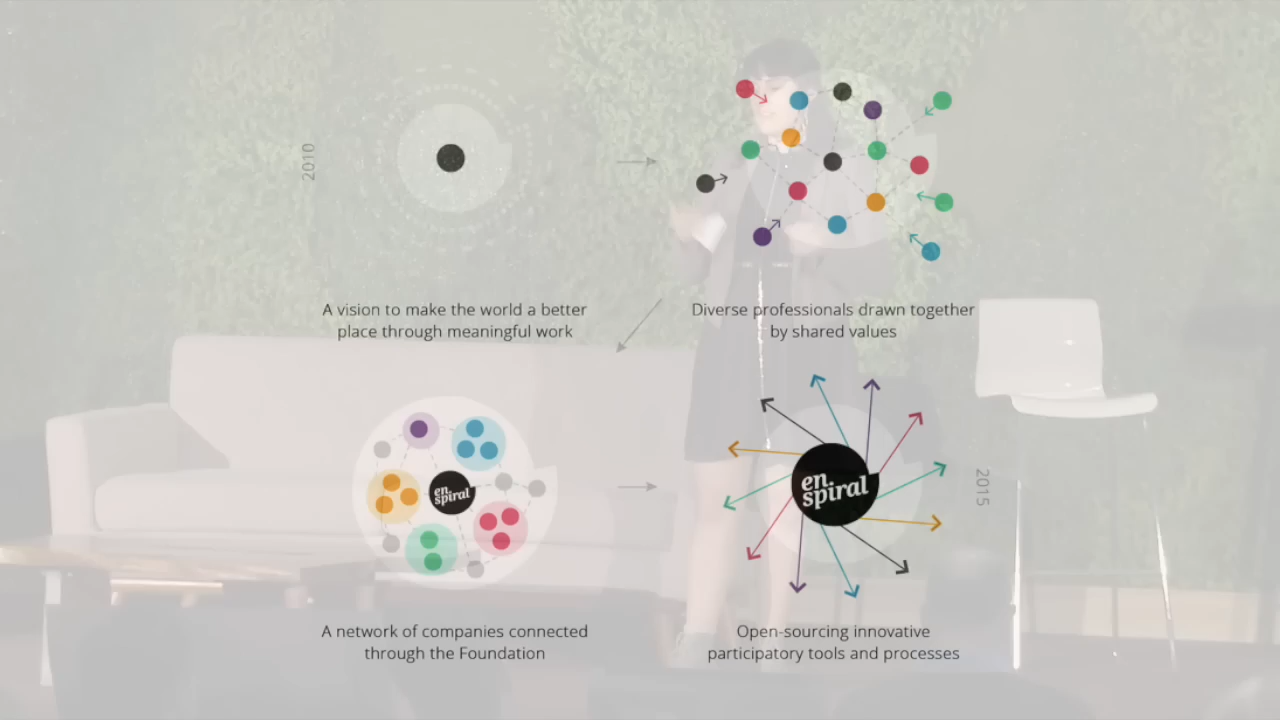 2010
A vision to make the world a better
place through meaningful work
Diverse professionals drawn together
by shared values
en.
spiral
A network of companies connected
through the Foundation
en.
spiral
2015
Open-sourcing innovative
participatory tools and processes